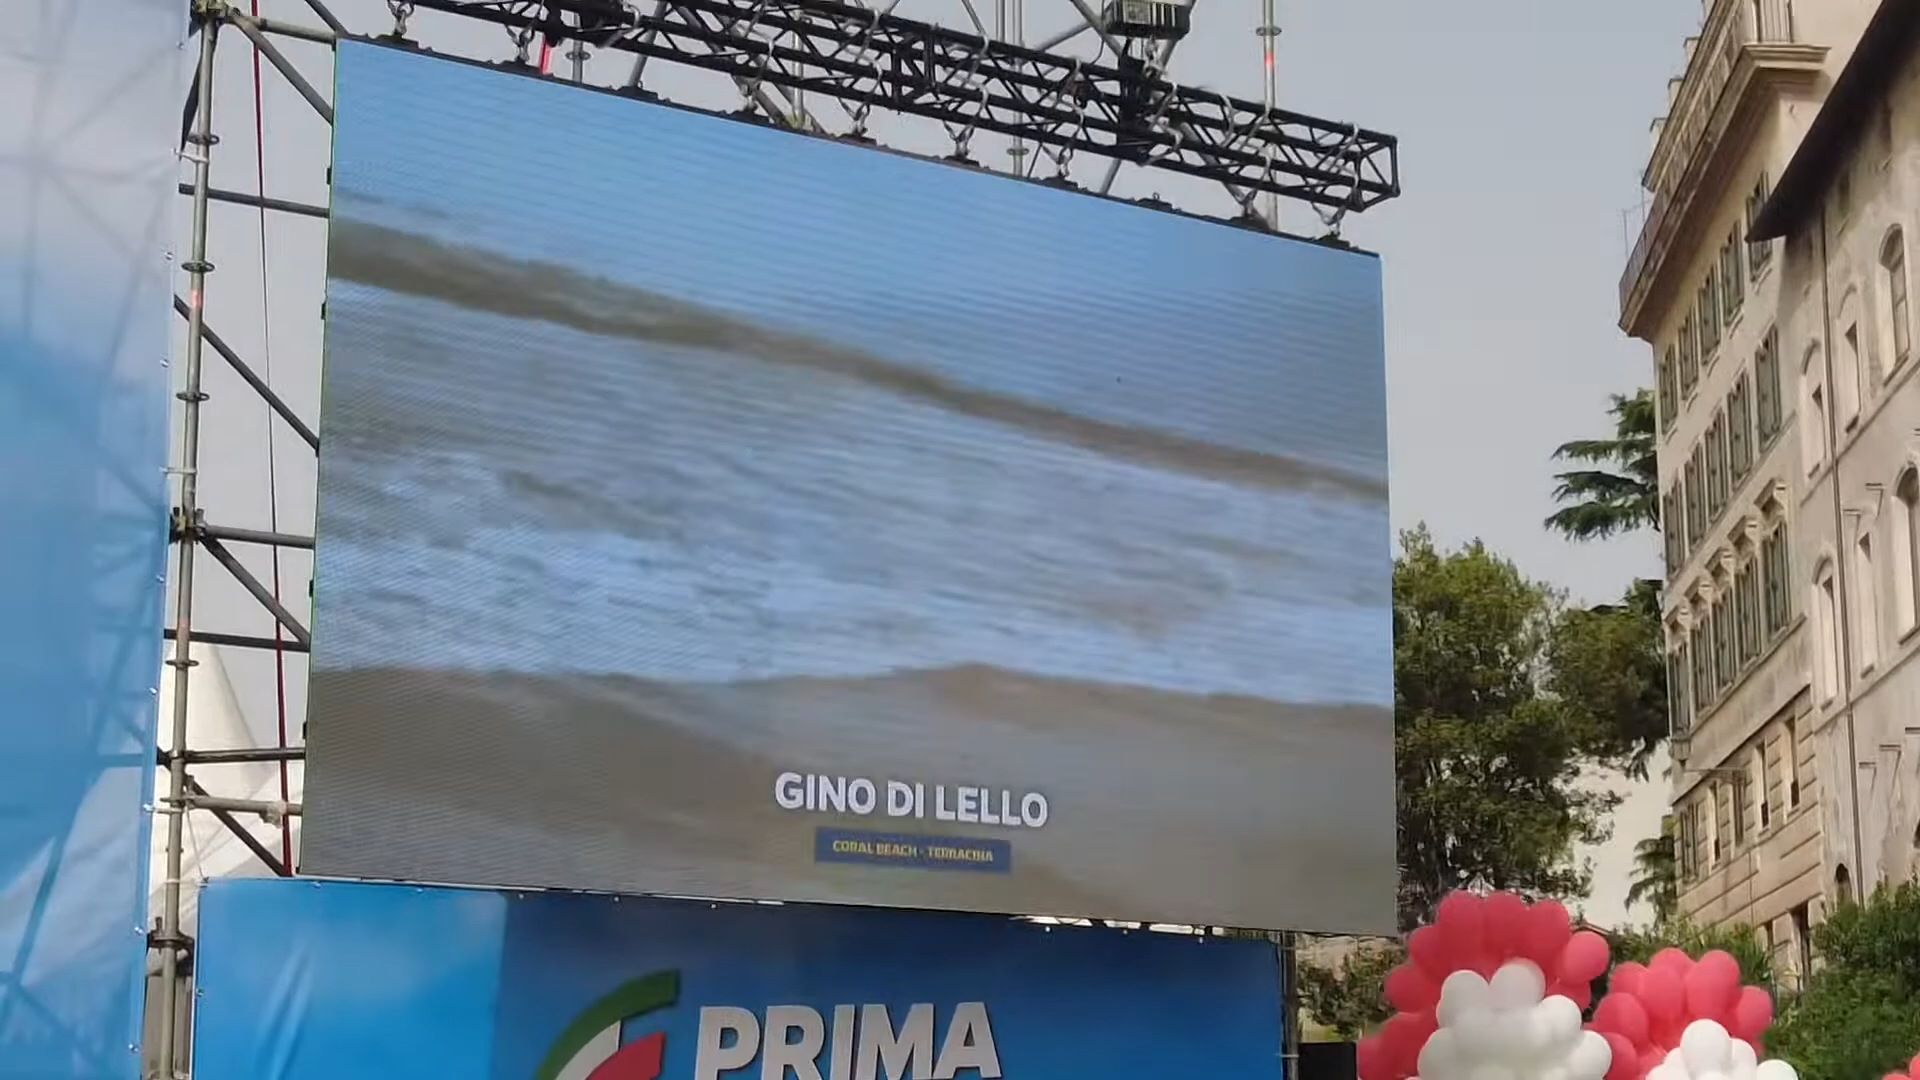 GINO DI LELLO
CORAL BEACH - TERRACINA
PRIMA